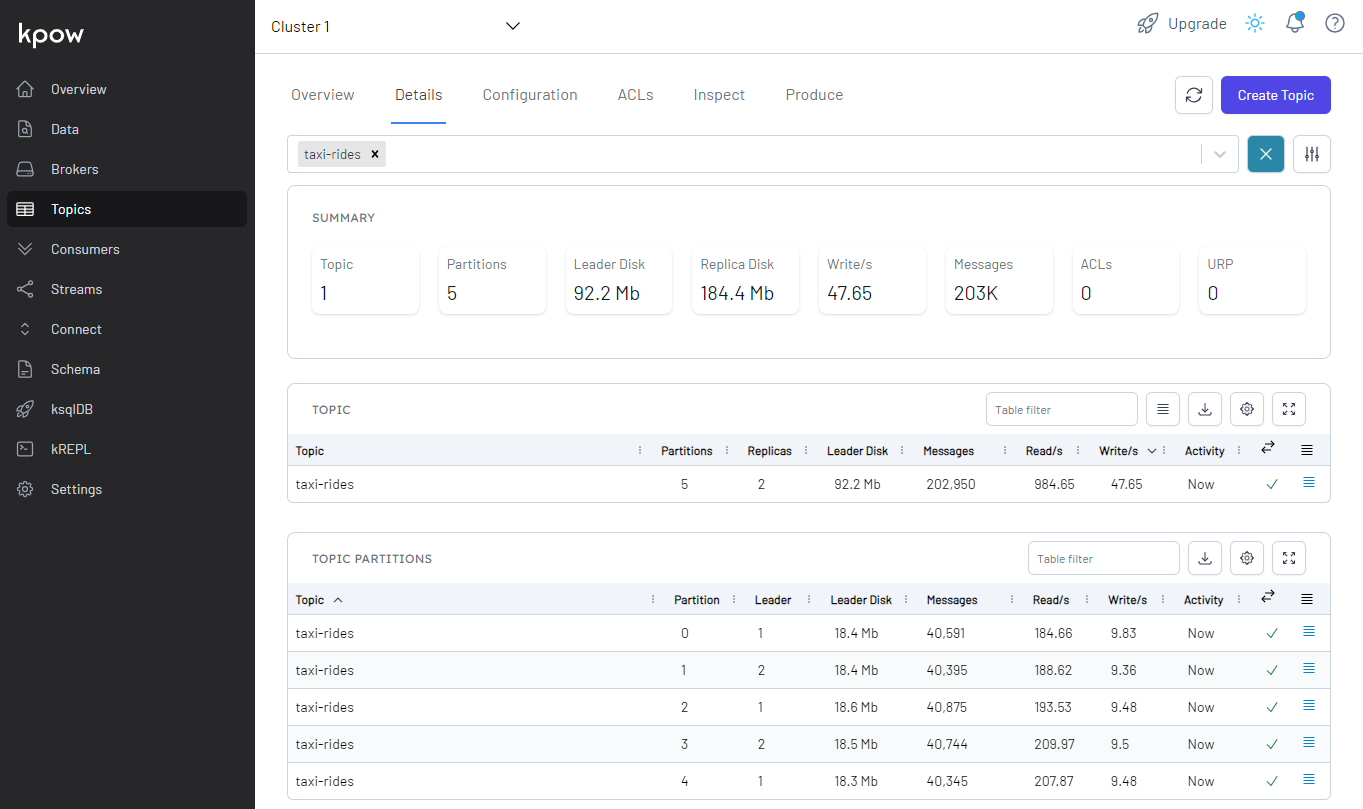 kpow
Cluster 1
Upgrade
Overview
Data
Brokers
Topics
Consumers
Streams
Connect
Schema
ksqlDB
kREPL
Settings
Overview Details Configuration ACLs Inspect Produce
Create Topic
taxi-rides
SUMMARY
Topic Partitions Leader Disk Replica Disk Write/s Messages ACLs URP
1 5 92.2 Mb 184.4 Mb 47.65 203K 0 0
TOPIC
Table filter
Topic Partitions Replicas Leader Disk Messages Read/s Write/s Activity
taxi-rides 5 2 92.2 Mb 202,950 984.65 47.65 Now
TOPIC PARTITIONS
Table filter
Topic Partition Leader Leader Disk Messages Read/s Write/s Activity
taxi-rides 0 1 18.4 Mb 40,591 184.66 9.83 Now
taxi-rides 1 2 18.4 Mb 40,395 188.62 9.36 Now
taxi-rides 2 1 18.6 Mb 40,875 193.53 9.48 Now
taxi-rides 3 2 18.5 Mb 40,744 209.97 9.5 Now
taxi-rides 4 1 18.3 Mb 40,345 207.87 9.48 Now